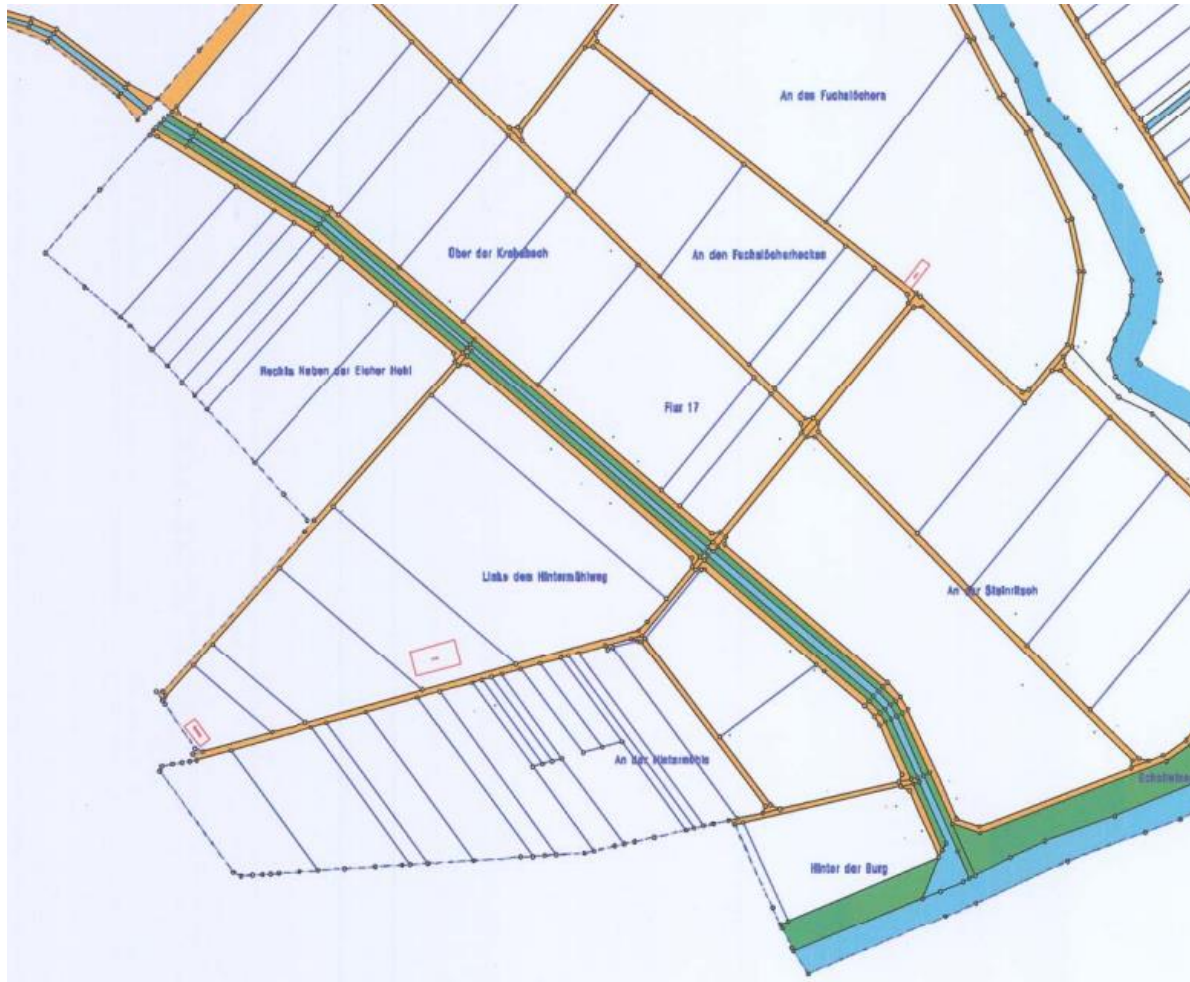 An den Fuchslöchern
Über der Krebsbach
An den Fuchslöcherhecken
Rechts Neben der Eicher Hohl
Flur 17
Links dem Hintermühlweg
An der Steinritsch
An der Hintermühle
Hinter der Burg